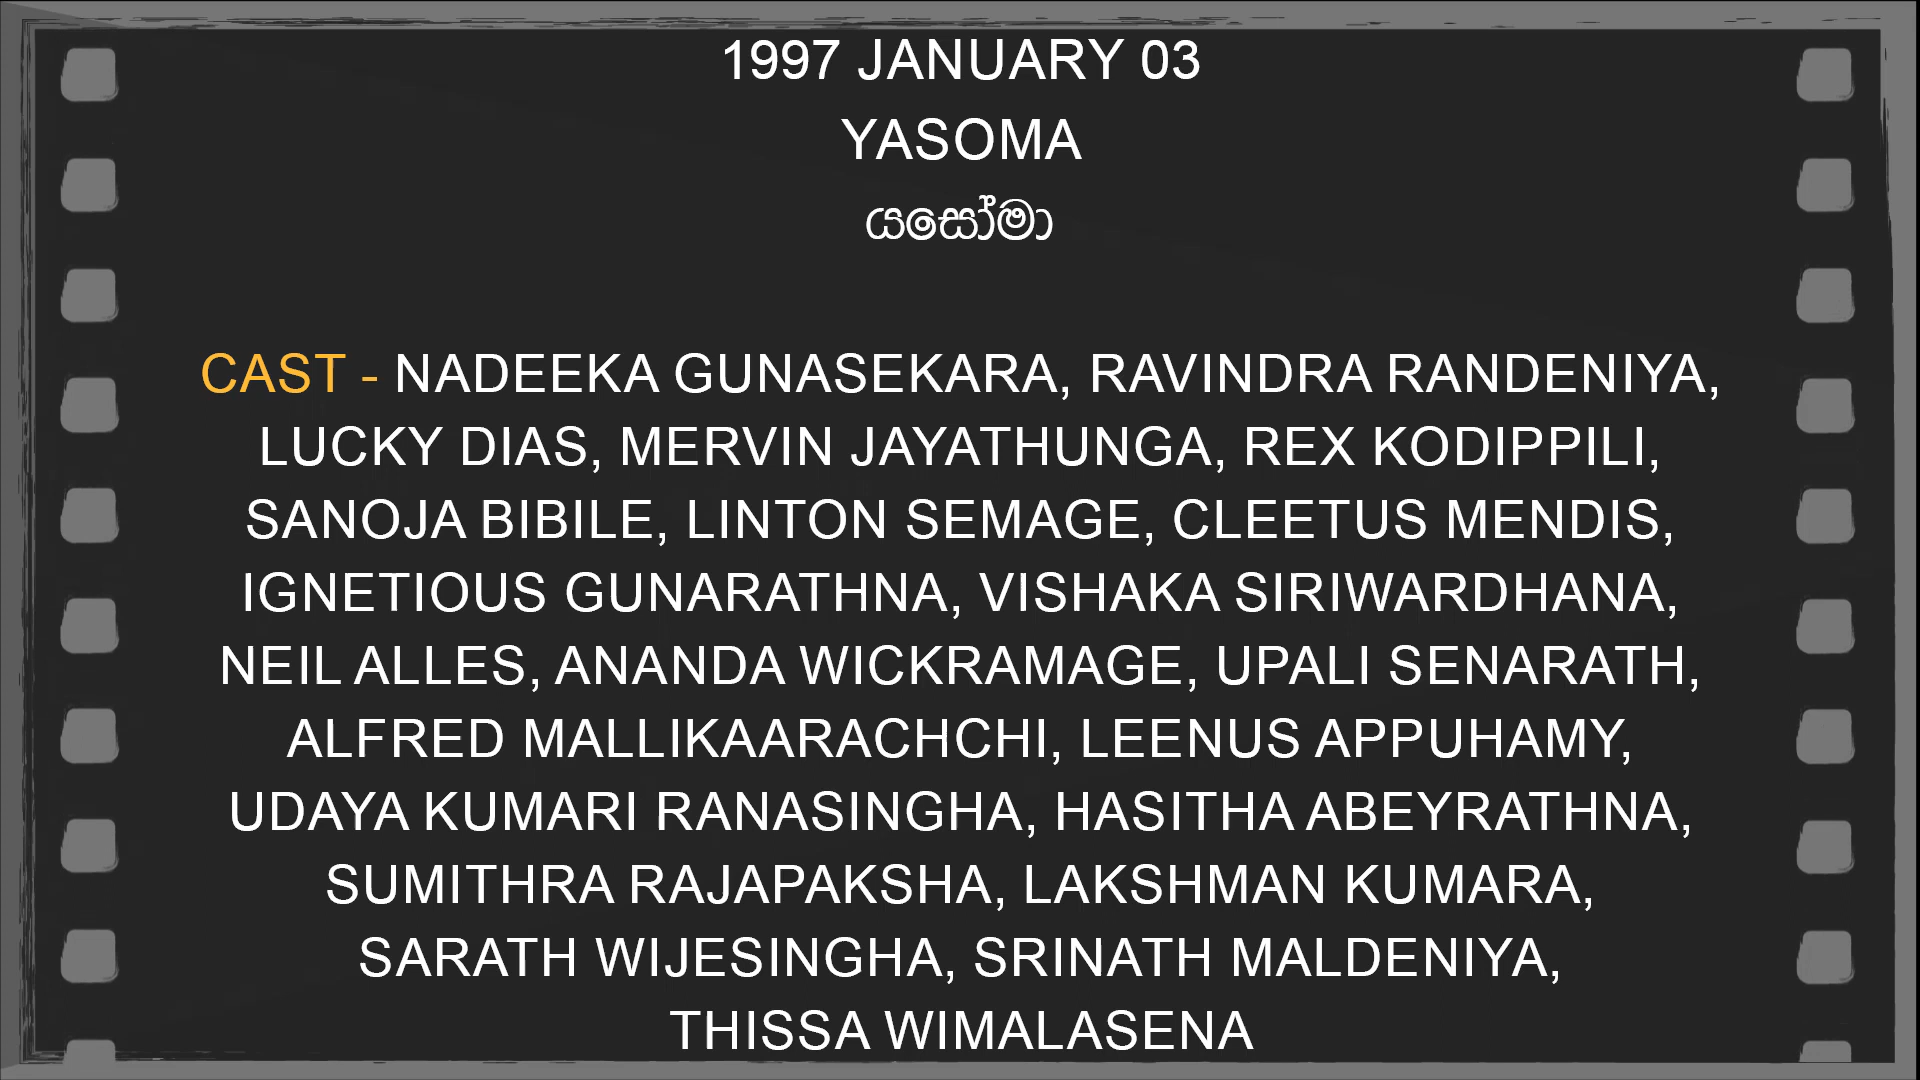 1997 JANUARY 03
YASOMA
යසෝමා
CAST - NADEEKA GUNASEKARA, RAVINDRA RANDENIYA,
LUCKY DIAS, MERVIN JAYATHUNGA, REX KODIPPILI,
SANOJA BIBILE, LINTON SEMAGE, CLEETUS MENDIS,
IGNETIOUS GUNARATHNA, VISHAKA SIRIWARDHANA,
NEIL ALLES, ANANDA WICKRAMAGE, UPALI SENARATH,
ALFRED MALLIKAARACHCHI, LEENUS APPUHAMY,
UDAYA KUMARI RANASINGHA, HASITHA ABEYRATHNA,
SUMITHRA RAJAPAKSHA, LAKSHMAN KUMARA,
SARATH WIJESINGHA, SRINATH MALDENIYA,
THISSA WIMALASENA